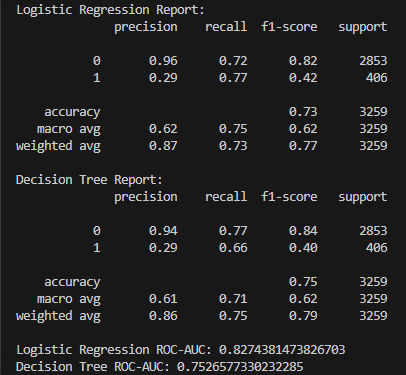 Logistic Regression Report:
precision recall f1-score support
0 0.96 0.72 0.82 2853
1 0.29 0.77 0.42 406
accuracy 0.73 3259
macro avg 0.62 0.75 0.62 3259
weighted avg 0.87 0.73 0.77 3259
Decision Tree Report:
precision recall f1-score support
0 0.94 0.77 0.84 2853
1 0.29 0.66 0.40 406
accuracy 0.75 3259
macro avg 0.61 0.71 0.62 3259
weighted avg 0.86 0.75 0.79 3259
Logistic Regression ROC-AUC: 0.8274381473826703
Decision Tree ROC-AUC: 0.7526577330232285